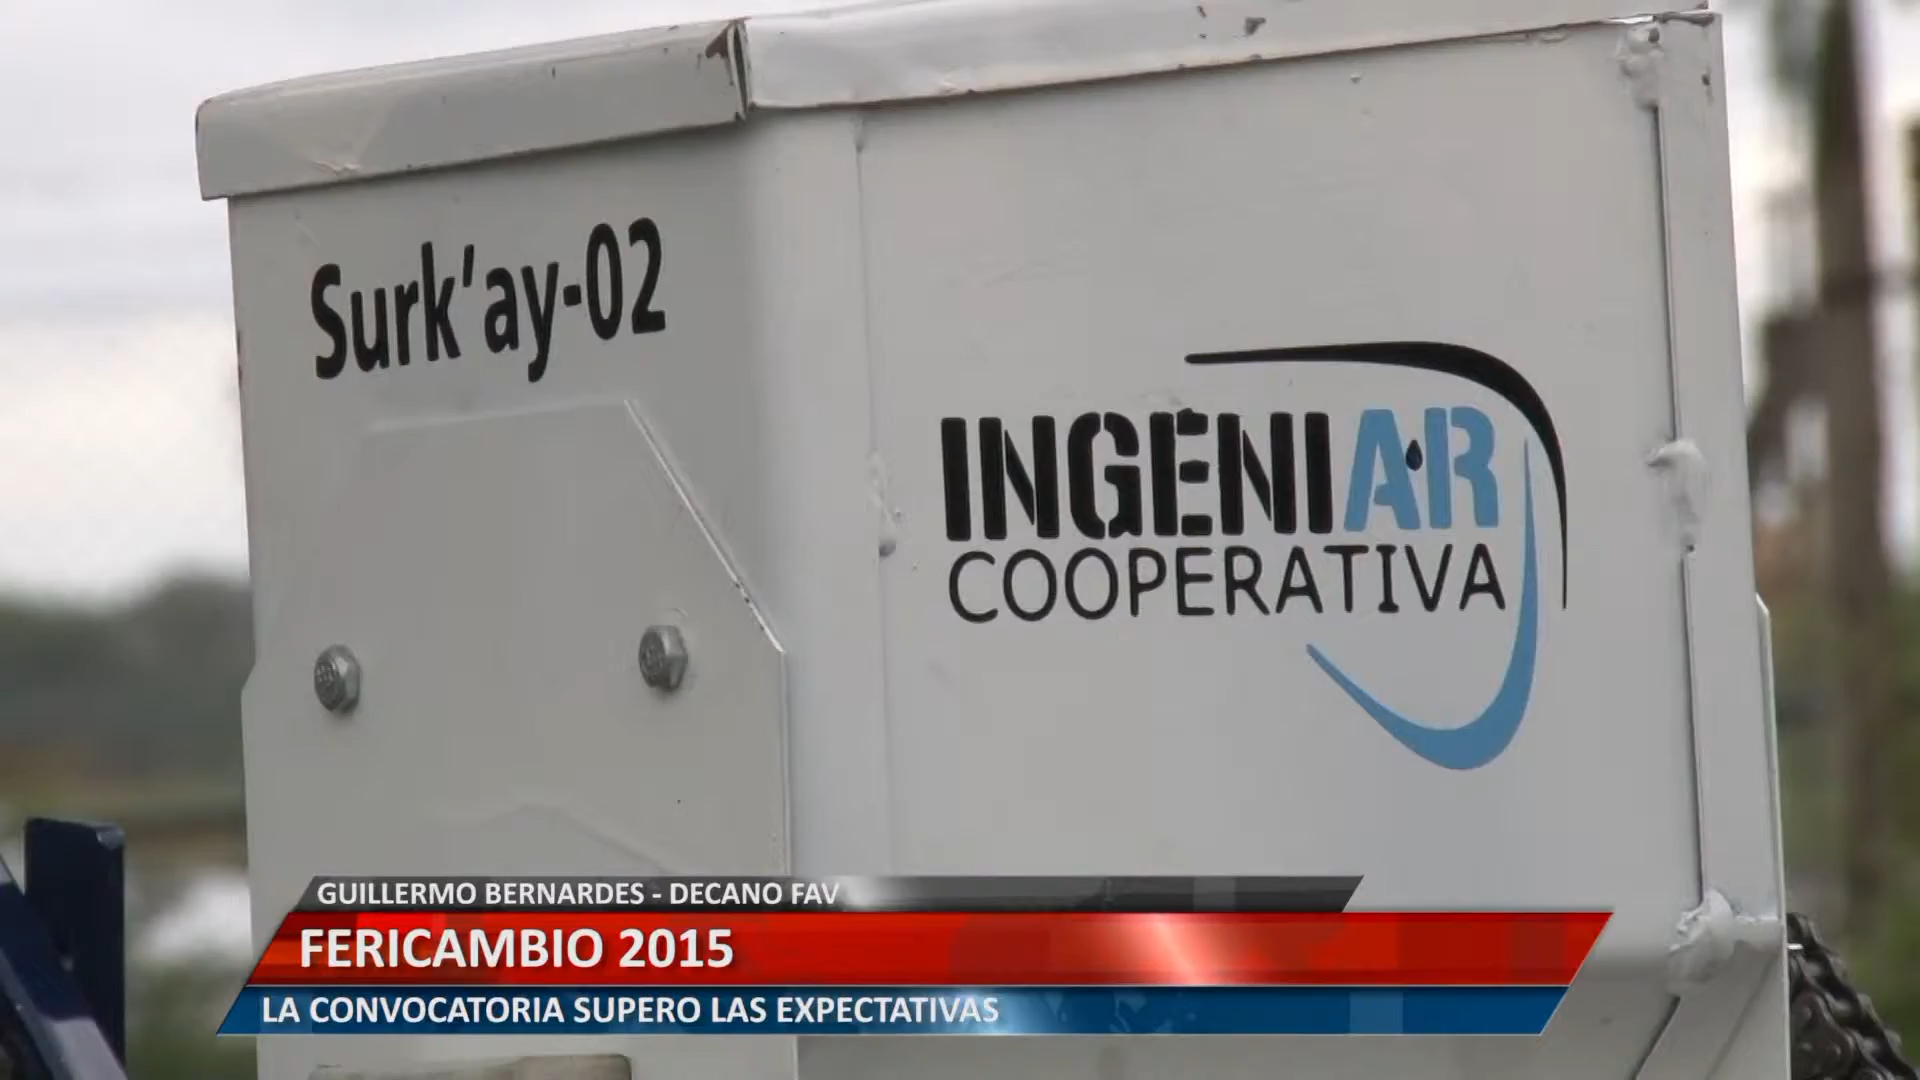 Surk'ay-02
INGENIAR
COOPERATIVA
GUILLERMO BERNARDES - DECANO FAV
FERICAMBIO 2015
LA CONVOCATORIA SUPERO LAS EXPECTATIVAS